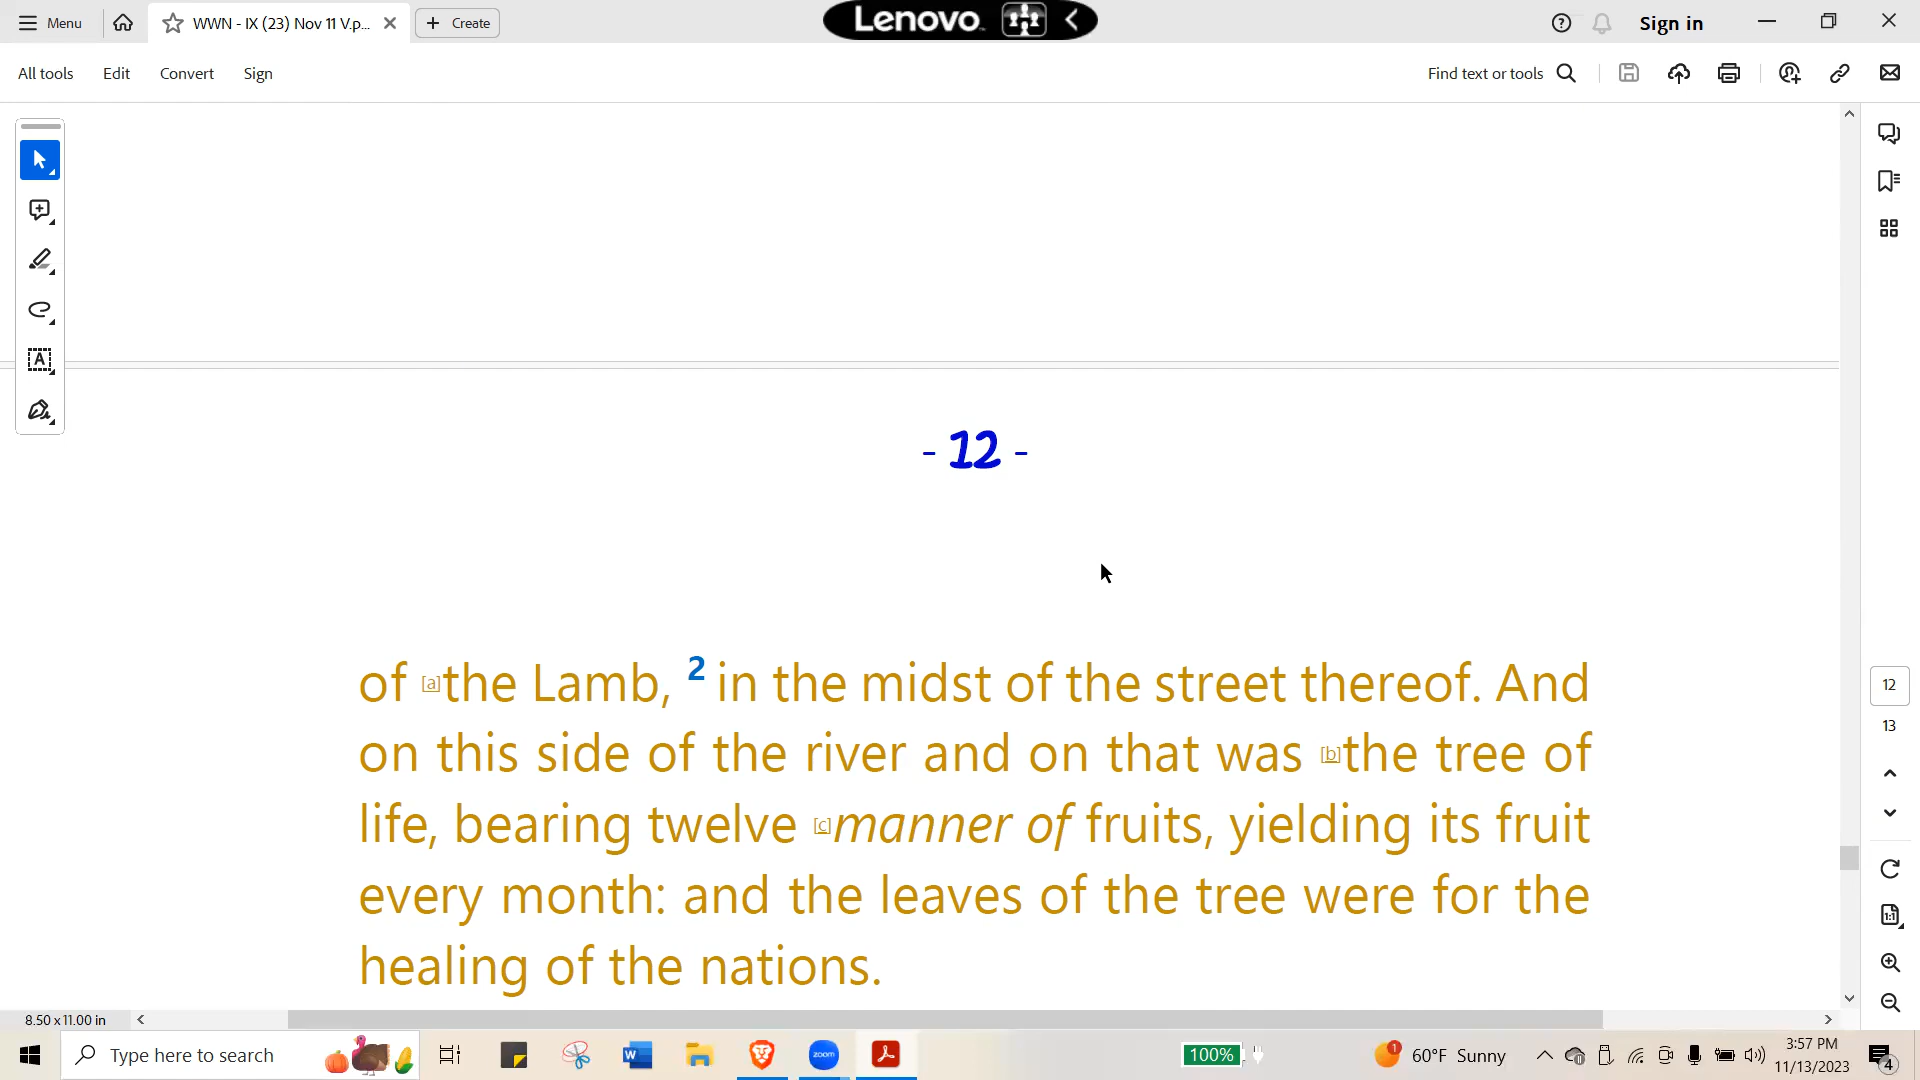 Menu
WWN - IX (23) Nov 11 V.p...
Create
Lenovo
Sign in
All tools Edit Convert Sign
Find text or tools
- 12 -
of [a]the Lamb, 2 in the midst of the street thereof. And
on this side of the river and on that was [b]the tree of
life, bearing twelve [c]manner of fruits, yielding its fruit
every month: and the leaves of the tree were for the
healing of the nations.
12
13
8.50 x 11.00 in
Type here to search
zoom
100%
1
60°F Sunny
3:57 PM
11/13/2023
4